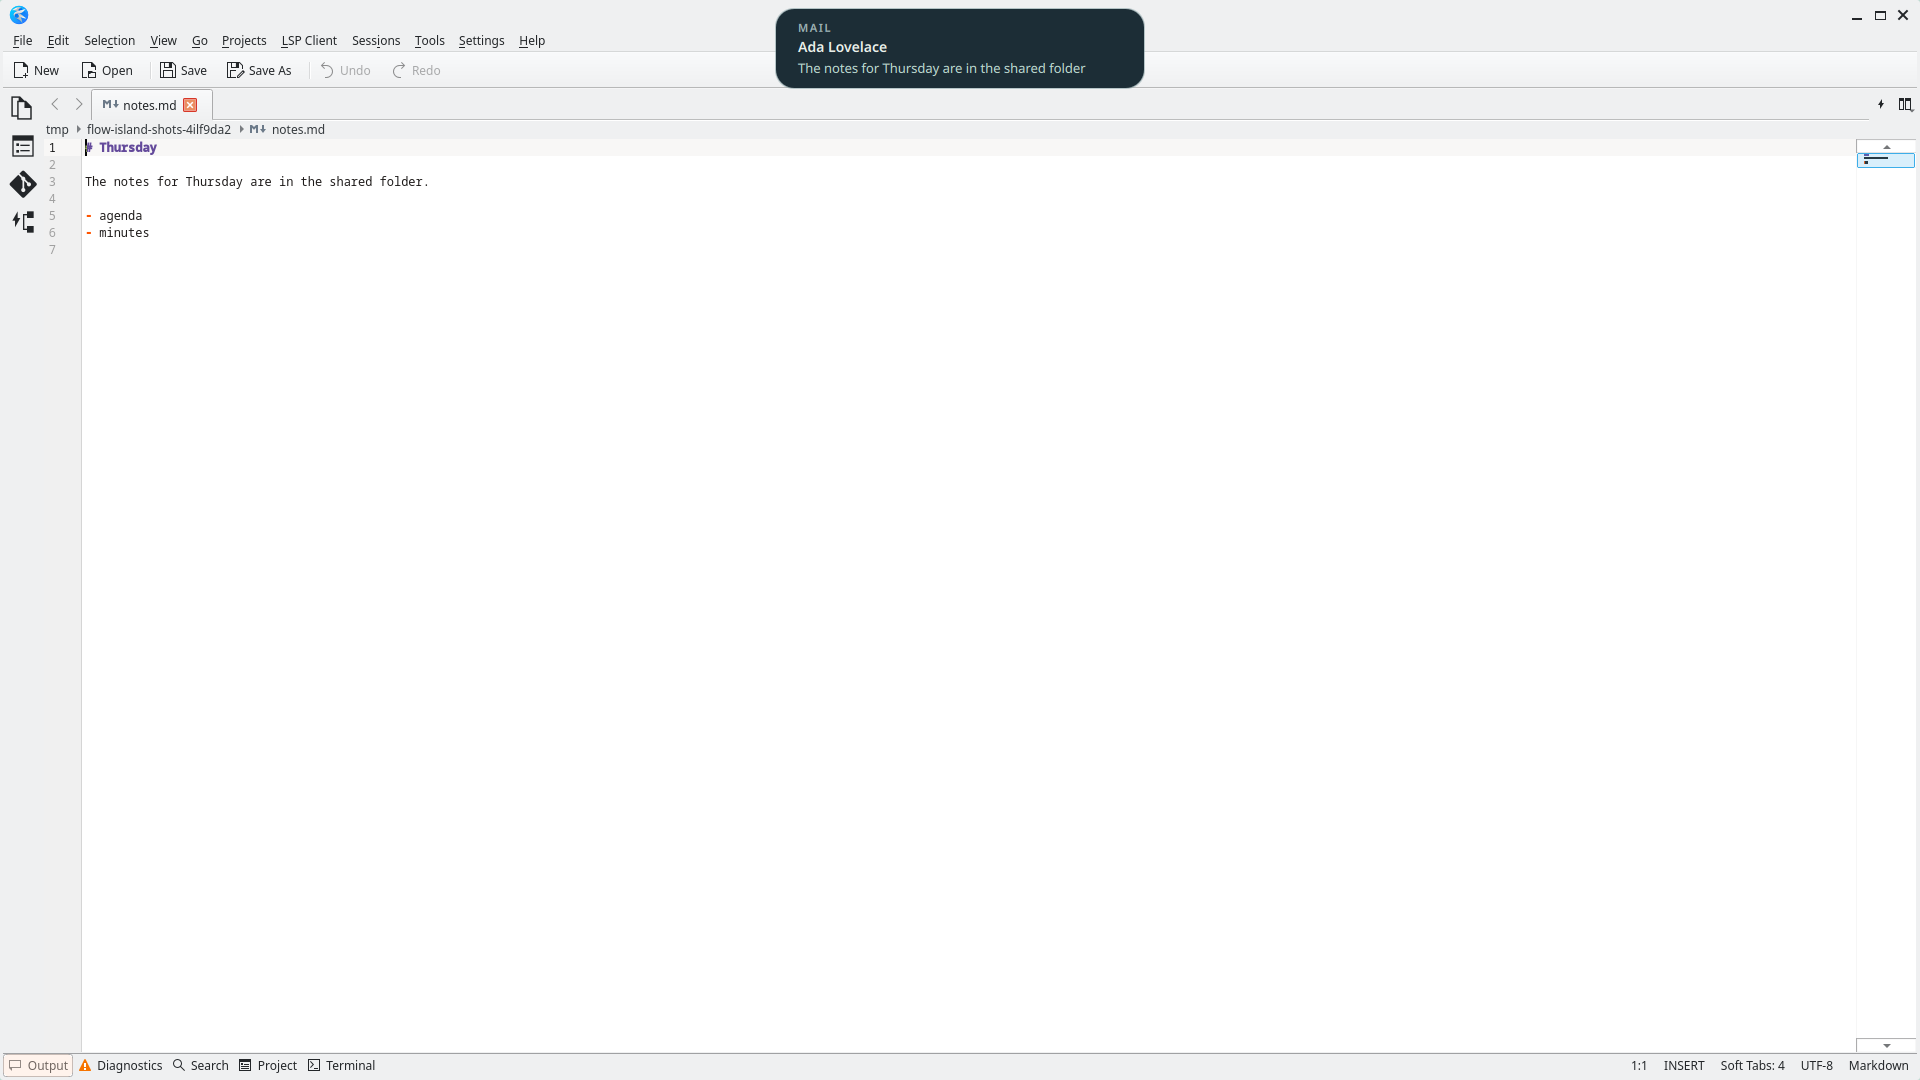 MAIL
Ada Lovelace
The notes for Thursday are in the shared folder
File Edit Selection View Go Projects LSP Client Sessions Tools Settings Help
New Open Save Save As Undo Redo
M↓ notes.md
tmp flow-island-shots-4ilf9da2 M↓ notes.md
1 # Thursday
2
3 The notes for Thursday are in the shared folder.
4
5 - agenda
6 - minutes
7
Output Diagnostics Search Project Terminal 1:1 INSERT Soft Tabs: 4 UTF-8 Markdown